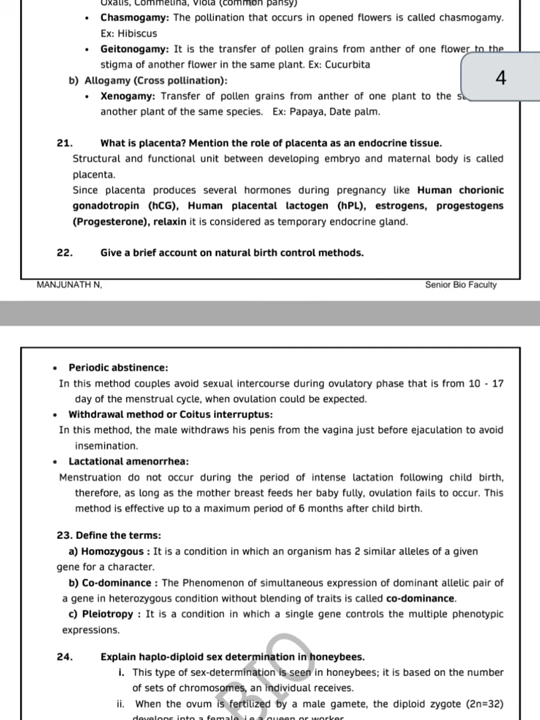 Oxalis, Commelina, Viola (common pansy)
• Chasmogamy: The pollination that occurs in opened flowers is called chasmogamy.
Ex: Hibiscus
• Geitonogamy: It is the transfer of pollen grains from anther of one flower to the
stigma of another flower in the same plant. Ex: Cucurbita
4
b) Allogamy (Cross pollination):
• Xenogamy: Transfer of pollen grains from anther of one plant to the
another plant of the same species. Ex: Papaya, Date palm.
21. What is placenta? Mention the role of placenta as an endocrine tissue.
Structural and functional unit between developing embryo and maternal body is called
placenta.
Since placenta produces several hormones during pregnancy like Human chorionic
gonadotropin (hCG), Human placental lactogen (hPL), estrogens, progestogens
(Progesterone), relaxin it is considered as temporary endocrine gland.
22. Give a brief account on natural birth control methods.
MANJUNATH N, Senior Bio Faculty
• Periodic abstinence:
In this method couples avoid sexual intercourse during ovulatory phase that is from 10 - 17
day of the menstrual cycle, when ovulation could be expected.
• Withdrawal method or Coitus interruptus:
In this method, the male withdraws his penis from the vagina just before ejaculation to avoid
insemination.
• Lactational amenorrhea:
Menstruation do not occur during the period of intense lactation following child birth,
therefore, as long as the mother breast feeds her baby fully, ovulation fails to occur. This
method is effective up to a maximum period of 6 months after child birth.
23. Define the terms:
a) Homozygous : It is a condition in which an organism has 2 similar alleles of a given
gene for a character.
b) Co-dominance : The Phenomenon of simultaneous expression of dominant allelic pair of
a gene in heterozygous condition without blending of traits is called co-dominance.
c) Pleiotropy : It is a condition in which a single gene controls the multiple phenotypic
expressions.
24. Explain haplo-diploid sex determination in honeybees.
i. This type of sex-determination is seen in honeybees; it is based on the number
of sets of chromosomes, an individual receives.
ii. When the ovum is fertilized by a male gamete, the diploid zygote (2n=32)
develops into a female, i.e a queen or worker.
BIO